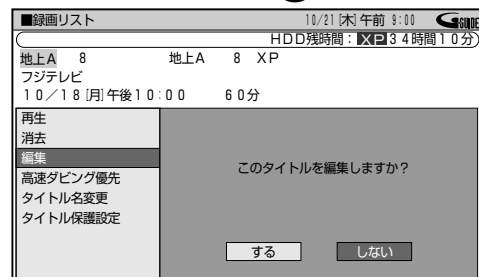 ■録画リスト 10/21[木]午前 9:00 GGUIDE
HDD残時間：XP34時間10分
地上A 8 地上A 8 XP
フジテレビ
10／18[月]午後10:00 60分
再生
消去
編集
高速ダビング優先
タイトル名変更
タイトル保護設定
このタイトルを編集しますか？
する しない